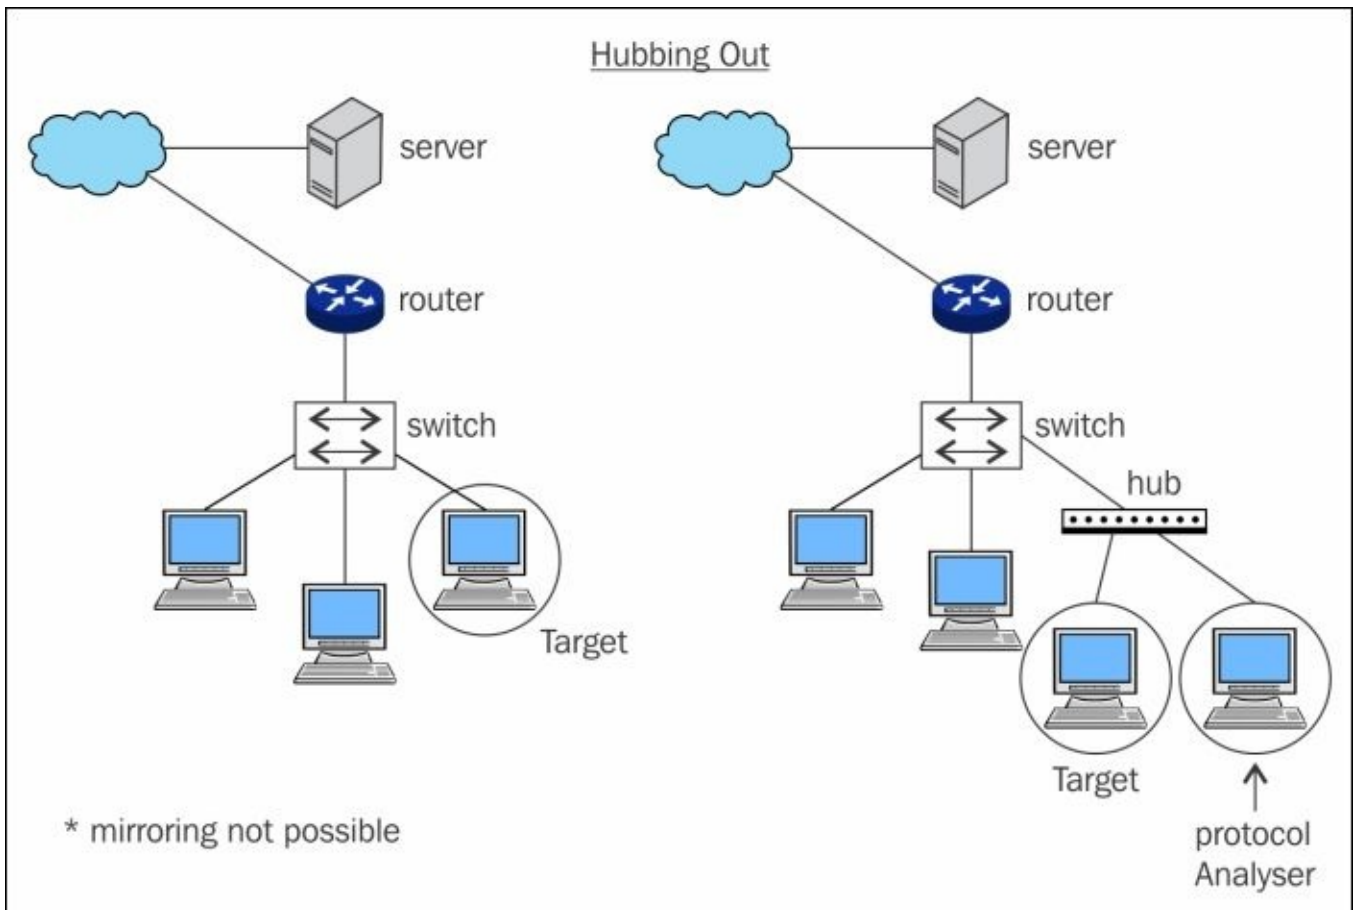 Hubbing Out
server
router
switch
Target
* mirroring not possible
server
router
switch
hub
Target
protocol
Analyser